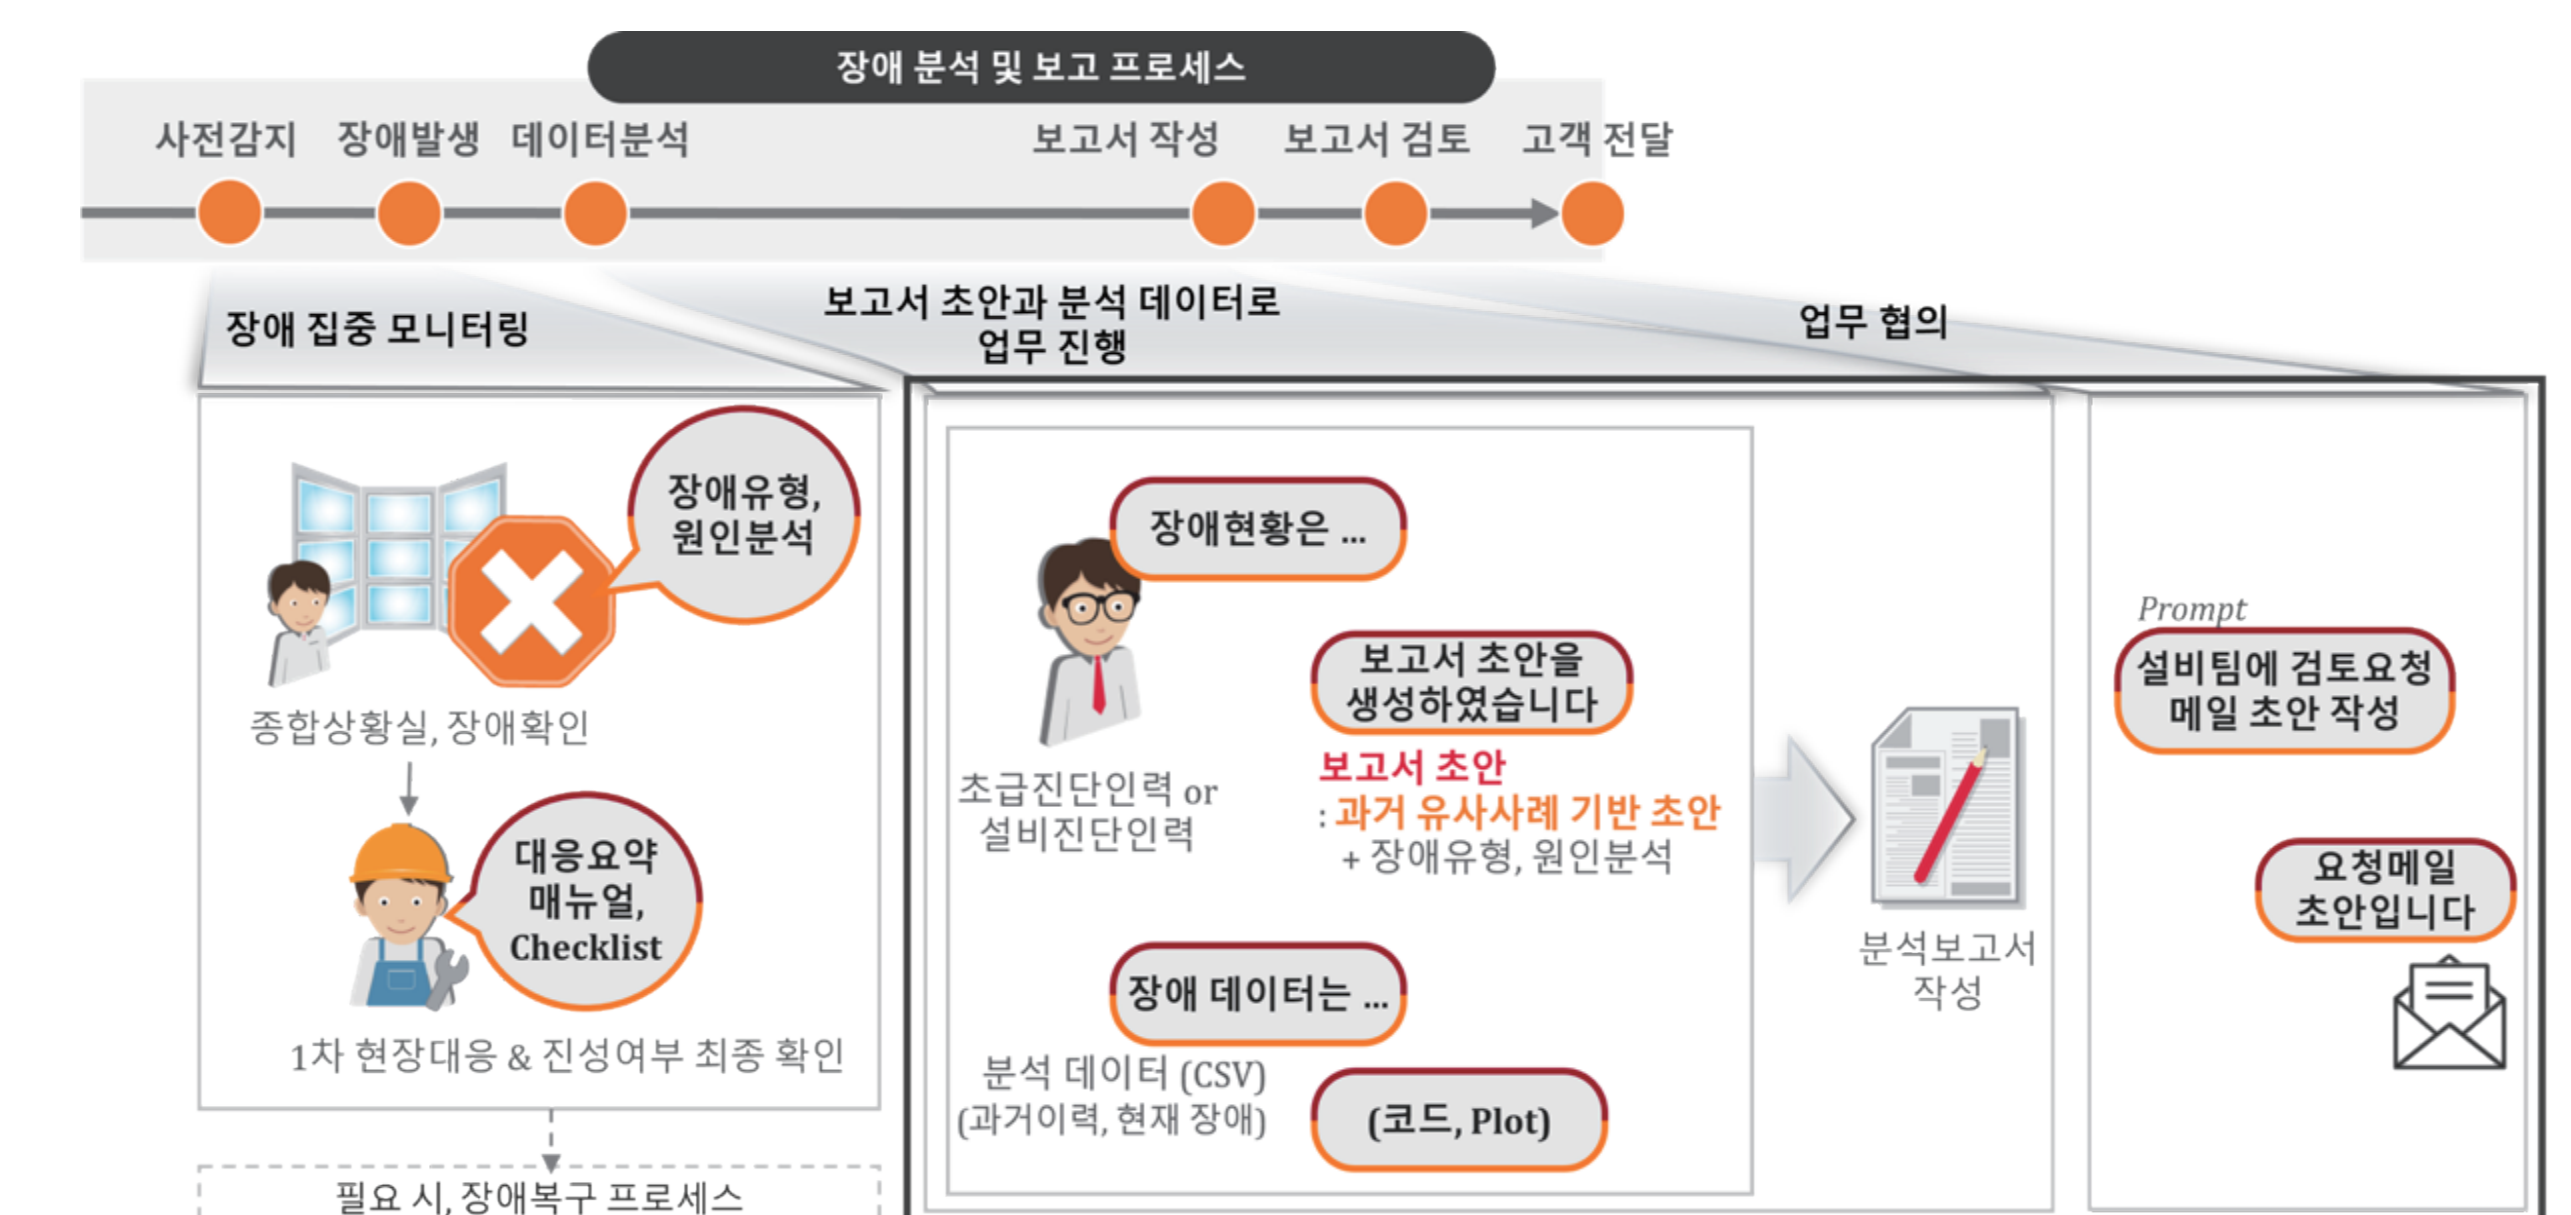 장애 분석 및 보고 프로세스
사전감지
장애발생
데이터분석
보고서 작성
보고서 검토
고객 전달
장애 집중 모니터링
보고서 초안과 분석 데이터로
업무 진행
업무 협의
장애유형,
원인분석
종합상황실, 장애확인
대응요약
매뉴얼,
Checklist
1차 현장대응 & 진성여부 최종 확인
필요 시, 장애복구 프로세스
장애현황은 ...
보고서 초안을
생성하였습니다
초급진단인력 or
설비진단인력
보고서 초안
: 과거 유사사례 기반 초안
+ 장애유형, 원인분석
장애 데이터는 ...
분석 데이터 (CSV)
(과거이력, 현재 장애)
(코드, Plot)
분석보고서
작성
Prompt
설비팀에 검토요청
메일 초안 작성
요청메일
초안입니다